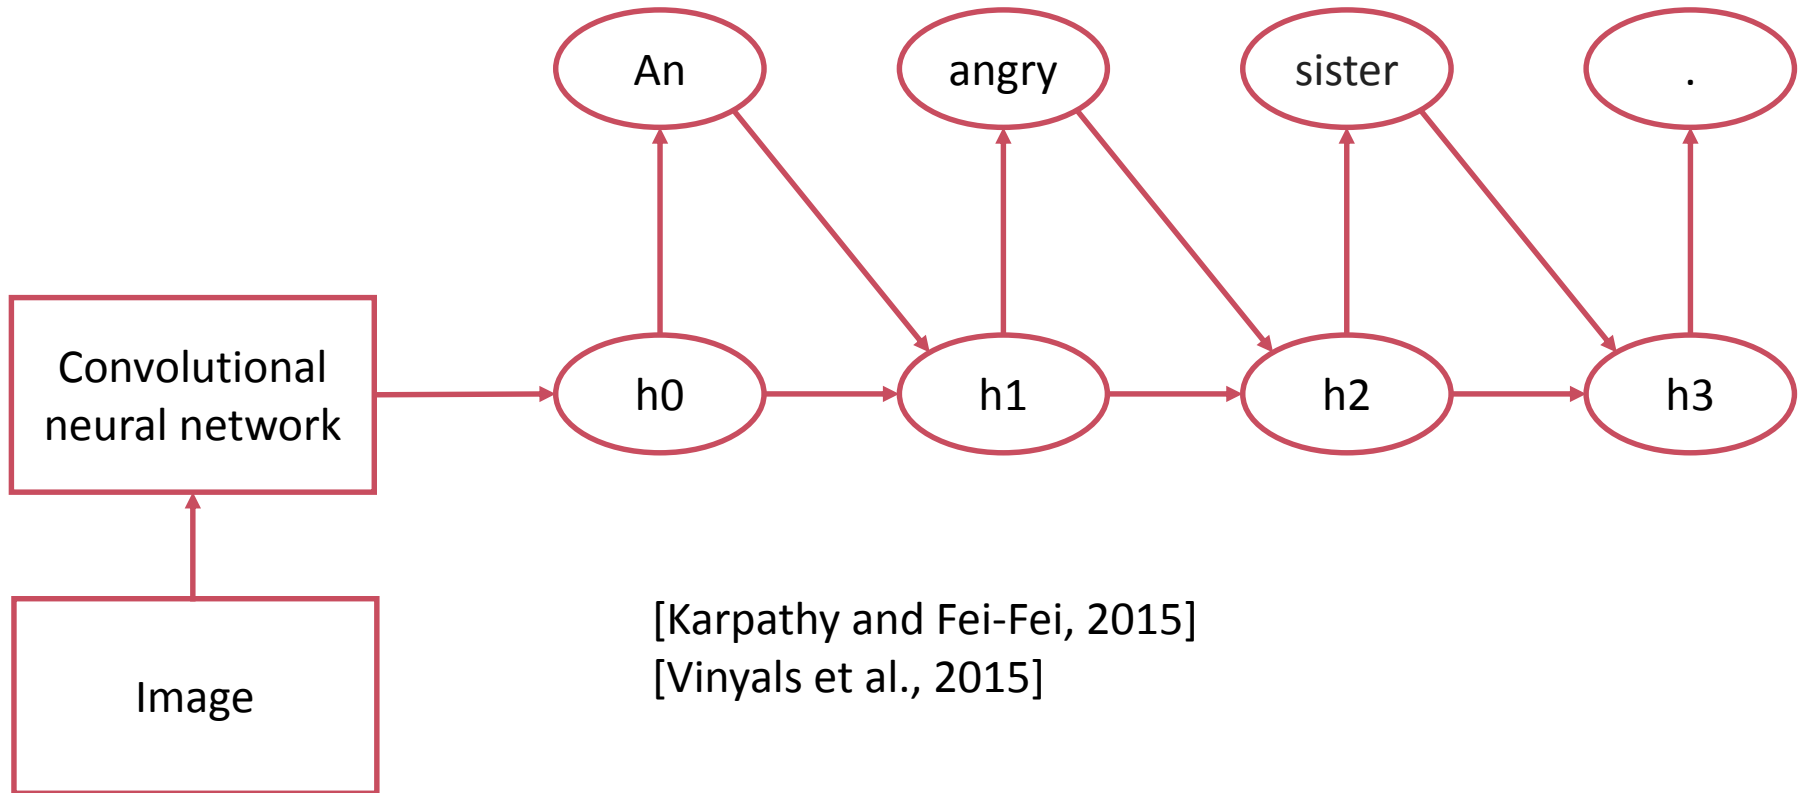 An
angry
sister
.
Convolutional
neural network
h0
h1
h2
h3
Image
[Karpathy and Fei-Fei, 2015]
[Vinyals et al., 2015]